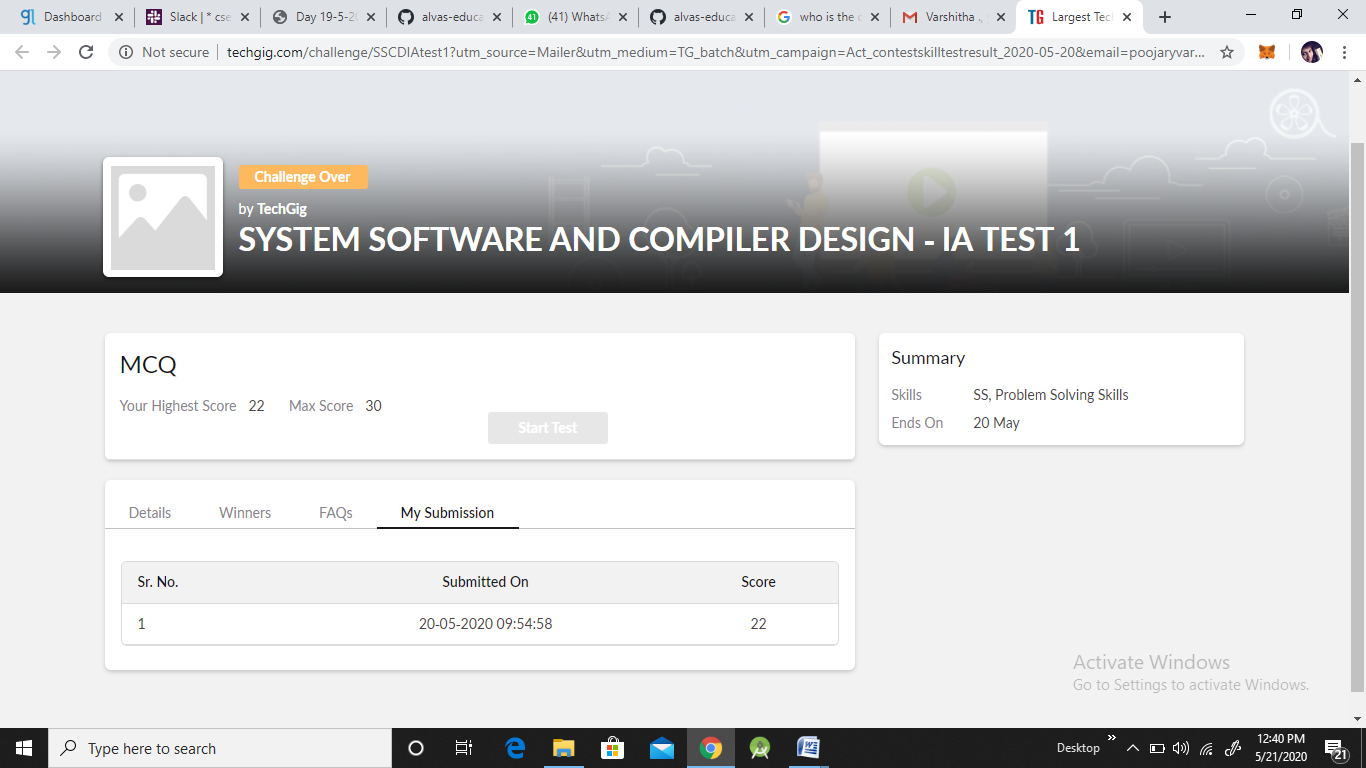 Dashboard
Slack | * cse
Day 19-5-2
alvas-educa
(41) Whats
alvas-educa
who is the
Varshitha .,
TG Largest Tec
Not secure
techgig.com/challenge/SSCDIAtest1?utm_source=Mailer&utm_medium=TG_batch&utm_campaign=Act_contestskilltestresult_2020-05-20&email=poojaryvar...
Challenge Over
by TechGig
SYSTEM SOFTWARE AND COMPILER DESIGN - IA TEST 1
MCQ
Your Highest Score 22 Max Score 30
Start Test
Summary
Skills SS, Problem Solving Skills
Ends On 20 May
Details Winners FAQs My Submission
Sr. No. Submitted On Score
1 20-05-2020 09:54:58 22
Activate Windows
Go to Settings to activate Windows.
Type here to search
Desktop
12:40 PM
5/21/2020
21